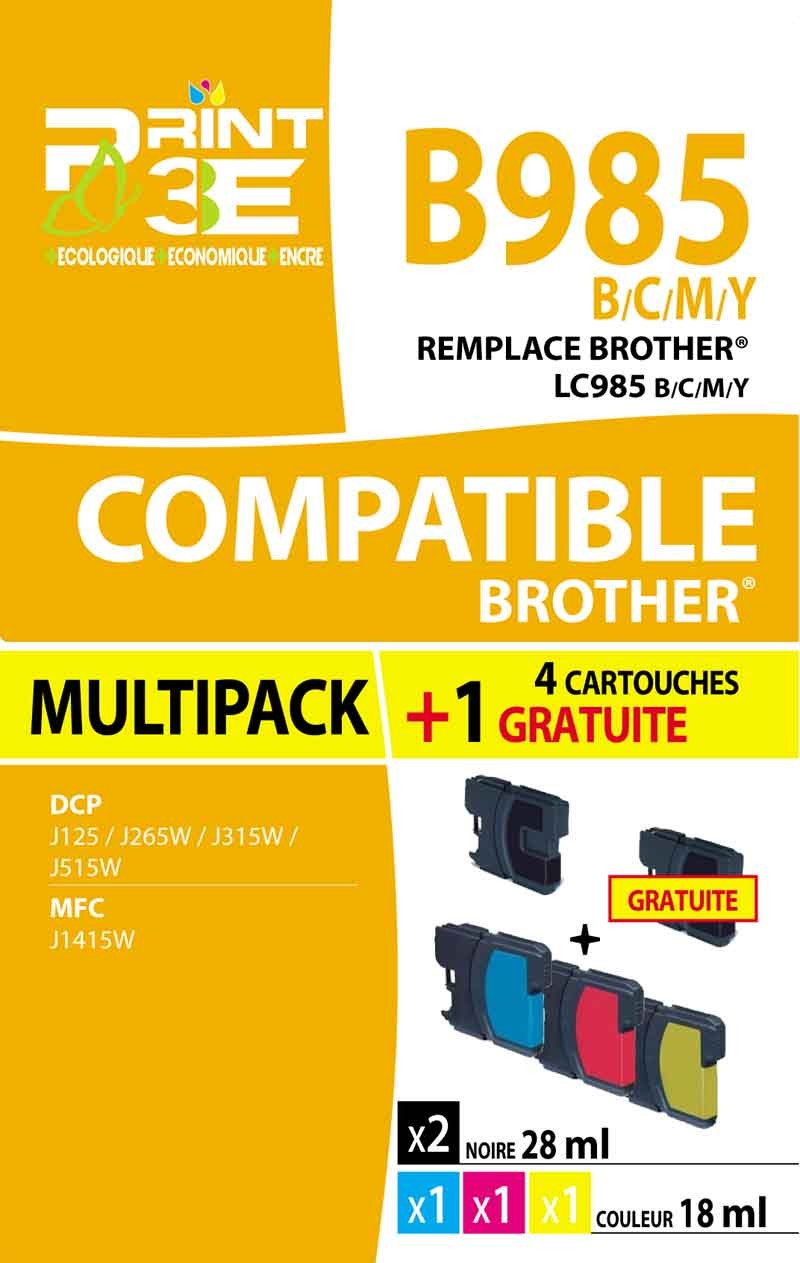 PRINT
3E
+ECOLOGIQUE+ECONOMIQUE+ENCRE
B985
B/C/M/Y
REMPLACE BROTHER®
LC985 B/C/M/Y
COMPATIBLE
BROTHER®
MULTIPACK
4 CARTOUCHES
+1 GRATUITE
DCP
J125 / J265W / J315W /
J515W
MFC
J1415W
GRATUITE
+
x2 NOIRE 28 ml
x1 x1 x1 COULEUR 18 ml